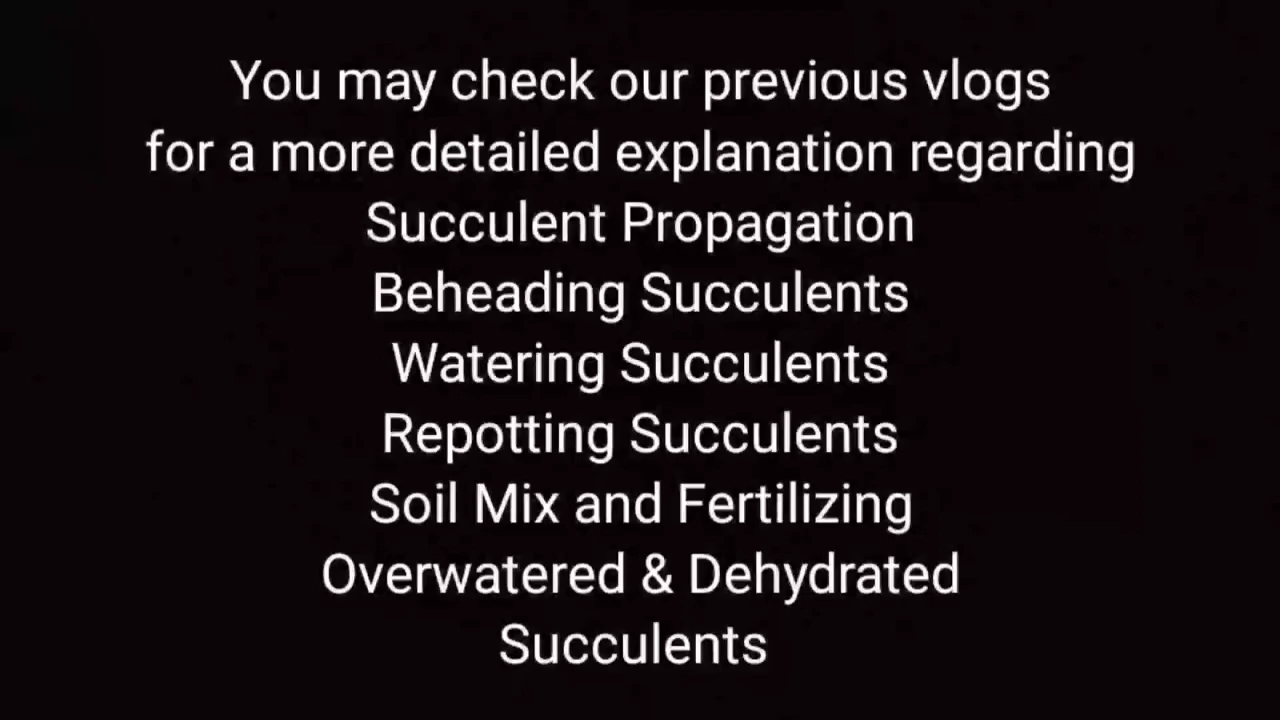 You may check our previous vlogs
for a more detailed explanation regarding
Succulent Propagation
Beheading Succulents
Watering Succulents
Repotting Succulents
Soil Mix and Fertilizing
Overwatered & Dehydrated
Succulents